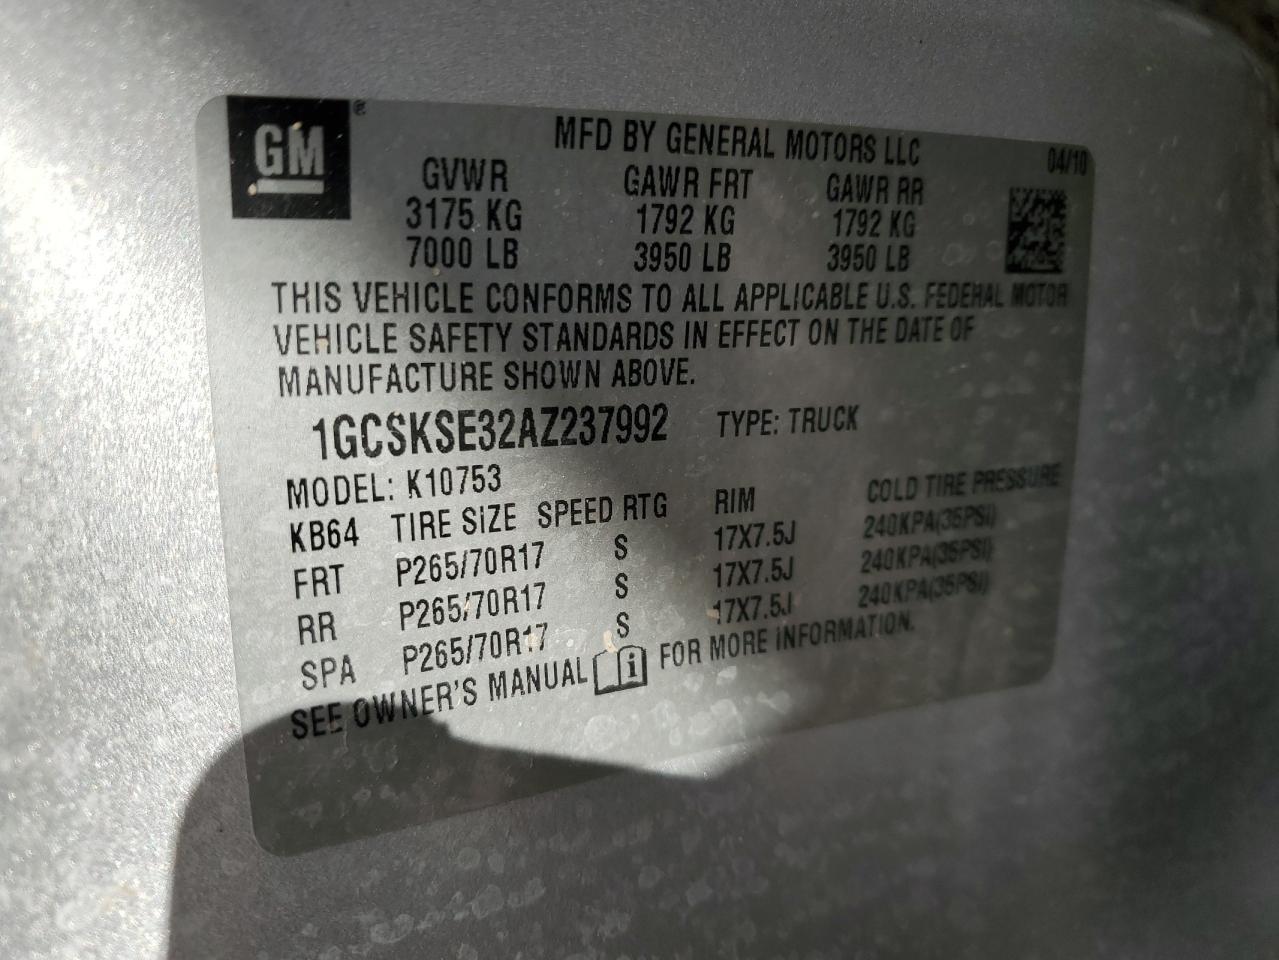 GM ®
MFD BY GENERAL MOTORS LLC
04/10
GVWR GAWR FRT GAWR RR
3175 KG 1792 KG 1792 KG
7000 LB 3950 LB 3950 LB
THIS VEHICLE CONFORMS TO ALL APPLICABLE U.S. FEDERAL MOTOR
VEHICLE SAFETY STANDARDS IN EFFECT ON THE DATE OF
MANUFACTURE SHOWN ABOVE.
1GCSKSE32AZ237992 TYPE: TRUCK
MODEL: K10753
KB64 TIRE SIZE SPEED RTG RIM COLD TIRE PRESSURE
FRT P265/70R17 S 17X7.5J 240KPA(35PSI)
RR P265/70R17 S 17X7.5J 240KPA(35PSI)
SPA P265/70R17 S 17X7.5J 240KPA(35PSI)
SEE OWNER'S MANUAL i FOR MORE INFORMATION.